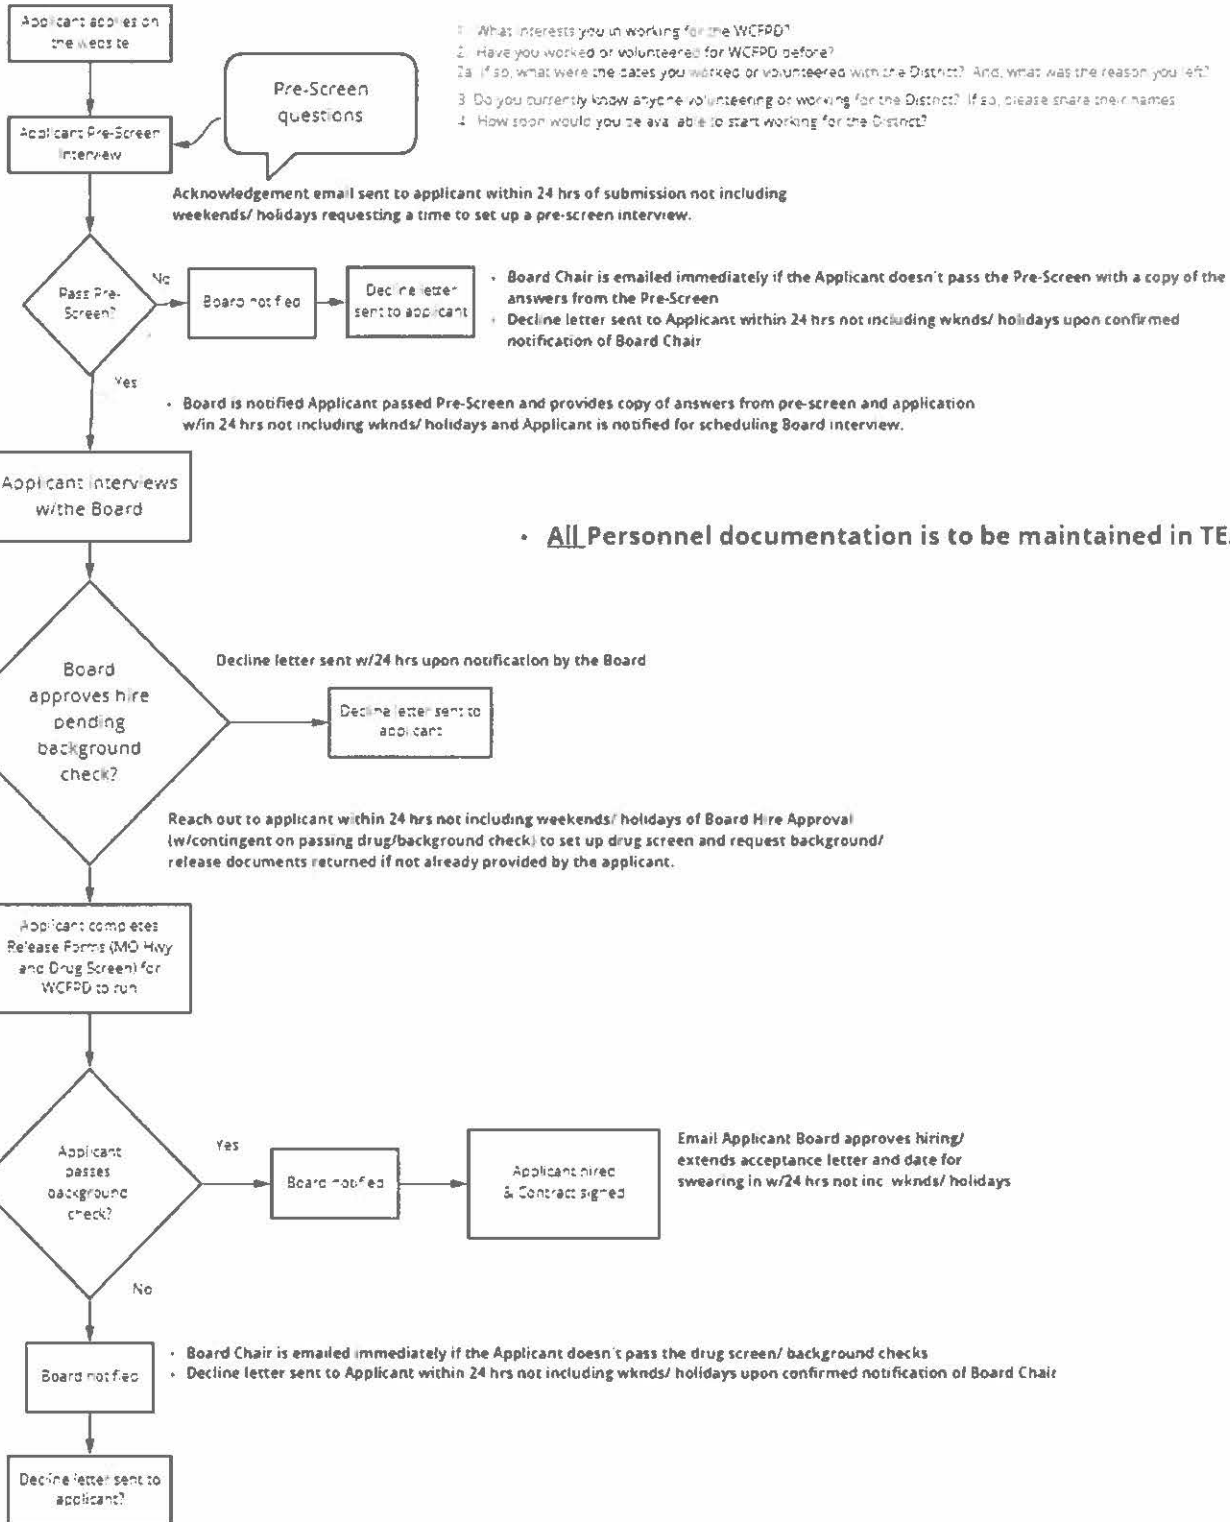 Applicant applies on
the website
1. What interests you in working for the WCFPD?
2. Have you worked or volunteered for WCFPD before?
2a. If so, what were the dates you worked or volunteered with the District? And, what was the reason you left?
3. Do you currently know anyone volunteering or working for the District? If so, please share their names
4. How soon would you be available to start working for the District?
Pre-Screen
questions
Applicant Pre-Screen
Interview
Acknowledgement email sent to applicant within 24 hrs of submission not including
weekends/ holidays requesting a time to set up a pre-screen interview.
Pass Pre-
Screen?
No
Board notified
Decline letter
sent to applicant
• Board Chair is emailed immediately if the Applicant doesn't pass the Pre-Screen with a copy of the
answers from the Pre-Screen
• Decline letter sent to Applicant within 24 hrs not including wknds/ holidays upon confirmed
notification of Board Chair
Yes
• Board is notified Applicant passed Pre-Screen and provides copy of answers from pre-screen and application
w/in 24 hrs not including wknds/ holidays and Applicant is notified for scheduling Board interview.
Applicant interviews
w/the Board
• All Personnel documentation is to be maintained in
Board
approves hire
pending
background
check?
Decline letter sent w/24 hrs upon notification by the Board
Decline letter sent to
applicant
Reach out to applicant within 24 hrs not including weekends/ holidays of Board Hire Approval
(w/contingent on passing drug/background check) to set up drug screen and request background/
release documents returned if not already provided by the applicant.
Applicant completes
Release Forms (MO Hwy
and Drug Screen) for
WCFPD to run
Applicant
passes
background
check?
Yes
Board notified
Applicant hired
& Contract signed
Email Applicant Board approves hiring/
extends acceptance letter and date for
swearing in w/24 hrs not inc wknds/ holidays
No
Board notified
• Board Chair is emailed immediately if the Applicant doesn't pass the drug screen/ background checks
• Decline letter sent to Applicant within 24 hrs not including wknds/ holidays upon confirmed notification of Board Chair
Decline letter sent to
applicant?